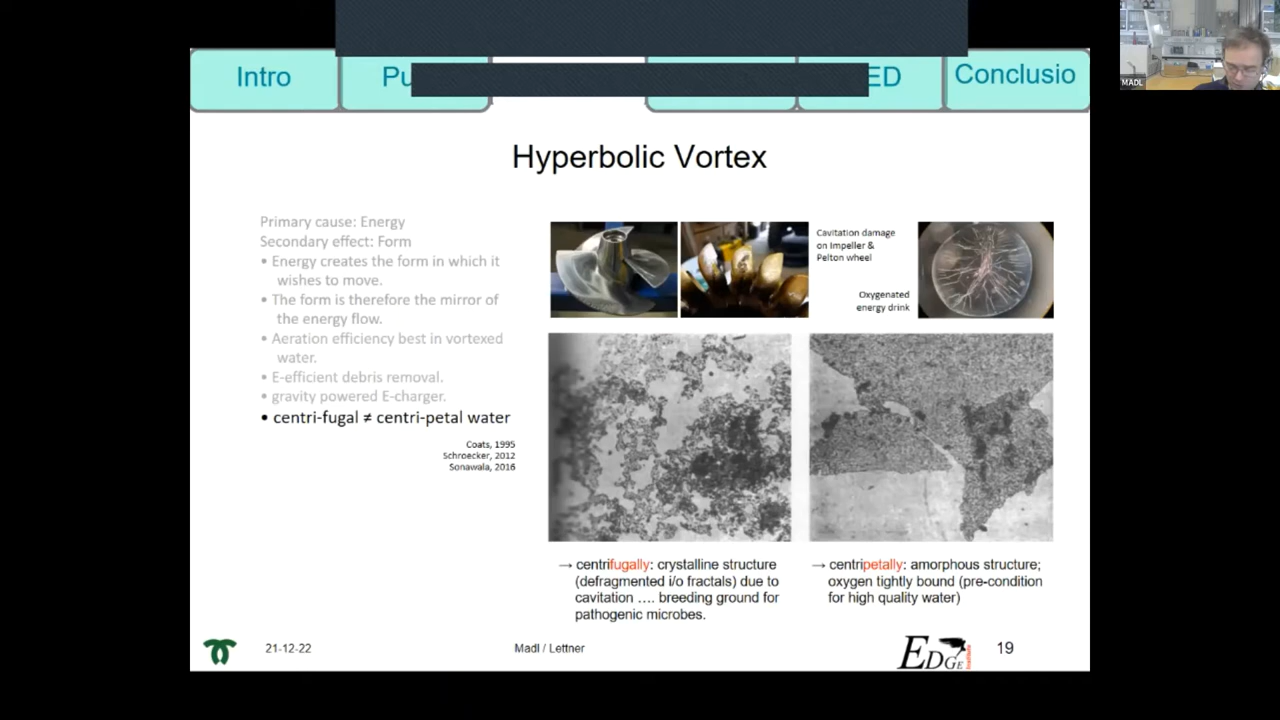 MADL
Intro
Pu
ED
Conclusio
Hyperbolic Vortex
Primary cause: Energy
Secondary effect: Form
• Energy creates the form in which it
wishes to move.
• The form is therefore the mirror of
the energy flow.
• Aeration efficiency best in vortexed
water.
• E-efficient debris removal.
• gravity powered E-charger.
• centri-fugal ≠ centri-petal water
Coats, 1995
Schroecker, 2012
Sonawala, 2016
Cavitation damage
on Impeller &
Pelton wheel
Oxygenated
energy drink
→ centrifugally: crystalline structure
(defragmented i/o fractals) due to
cavitation .... breeding ground for
pathogenic microbes.
→ centripetally: amorphous structure;
oxygen tightly bound (pre-condition
for high quality water)
21-12-22
Madl / Lettner
EDGE
Institute
19